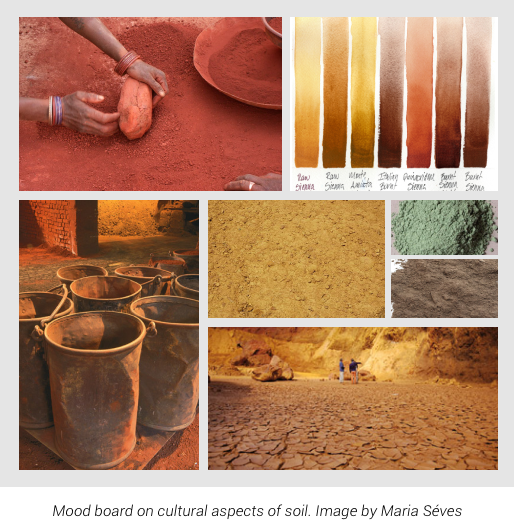 Raw
Sienna
Raw
Sienna
Monte
Amiata
Italian
Burnt
Sienna
Burnt
Sienna
Burnt
Sienna
Mood board on cultural aspects of soil. Image by Maria Séves